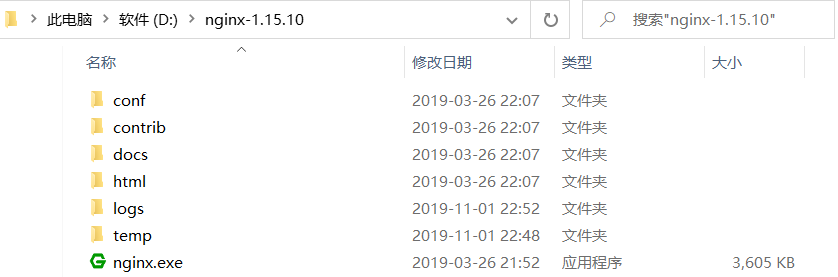 此电脑 软件 (D:) nginx-1.15.10 搜索"nginx-1.15.10"
名称 修改日期 类型 大小
conf 2019-03-26 22:07 文件夹
contrib 2019-03-26 22:07 文件夹
docs 2019-03-26 22:07 文件夹
html 2019-03-26 22:07 文件夹
logs 2019-11-01 22:52 文件夹
temp 2019-11-01 22:48 文件夹
nginx.exe 2019-03-26 21:52 应用程序 3,605 KB